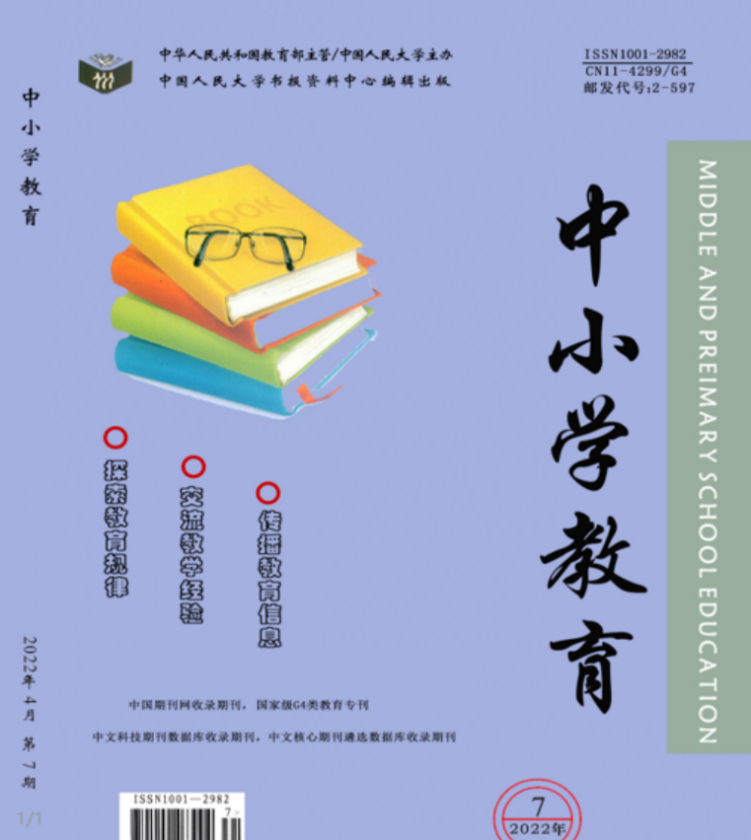 中华人民共和国教育部主管/中国人民大学主办
中国人民大学书报资料中心编辑出版
ISSN1001-2982
CN11-4299/G4
邮发代号:2-597
中小学教育
BOOK
中小学教育
MIDDLE AND PREIMARY SCHOOL EDUCATION
探索教育规律
交流教学经验
传播教育信息
2022年4月 第7期
中国期刊网收录期刊，国家级G4类教育专刊
中文科技期刊数据库收录期刊，中文核心期刊遴选数据库收录期刊
ISSN1001—2982
7>
7
2022年
1/1